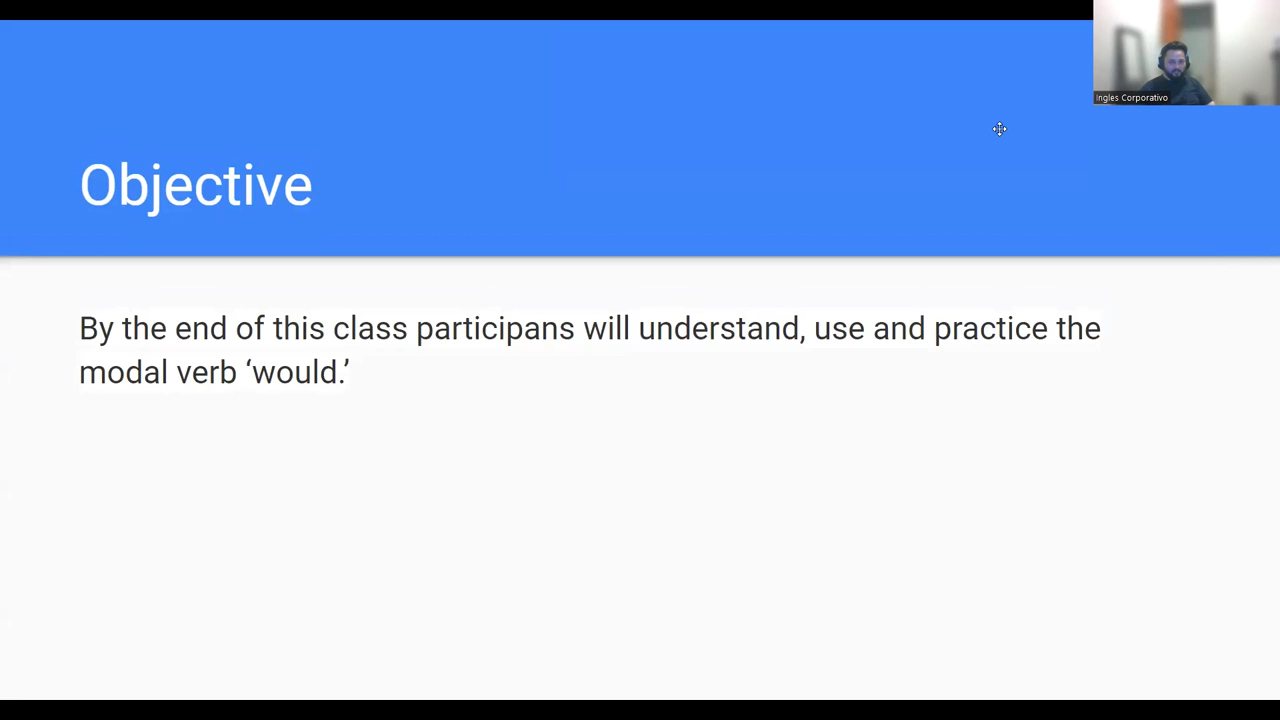 Ingles Corporativo
Objective
By the end of this class participans will understand, use and practice the
modal verb ‘would.’